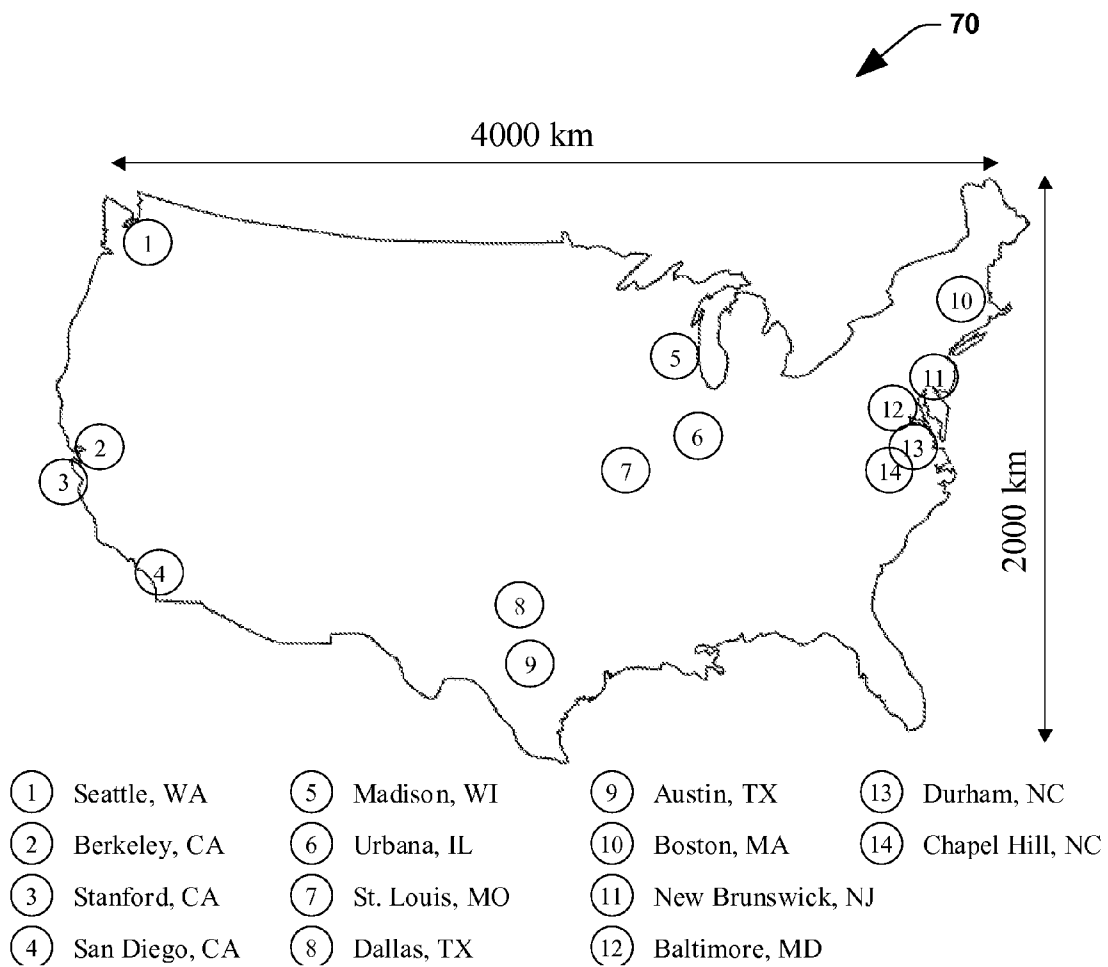 70
4000 km
1
10
5
11
12
2
6
13
3
7
14
2000 km
4
8
9
1 Seattle, WA
2 Berkeley, CA
3 Stanford, CA
4 San Diego, CA
5 Madison, WI
6 Urbana, IL
7 St. Louis, MO
8 Dallas, TX
9 Austin, TX
10 Boston, MA
11 New Brunswick, NJ
12 Baltimore, MD
13 Durham, NC
14 Chapel Hill, NC